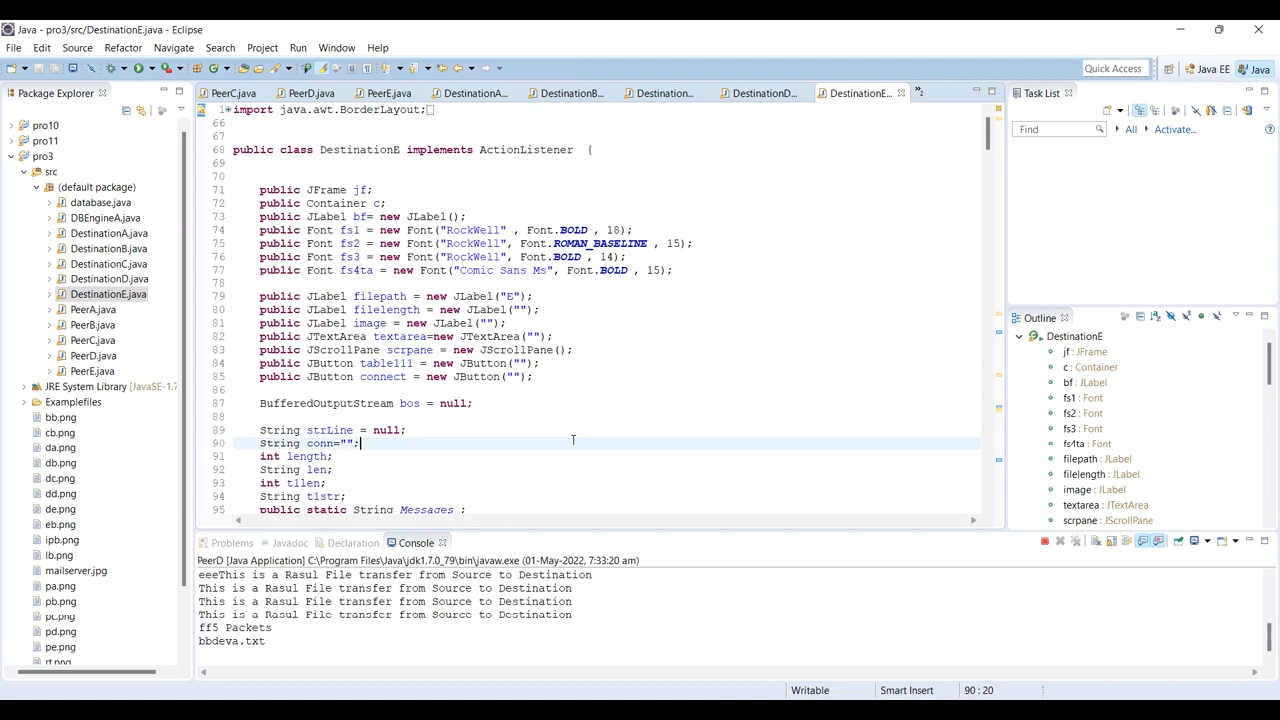 Java - pro3/src/DestinationE.java - Eclipse
File Edit Source Refactor Navigate Search Project Run Window Help
Quick Access
Java EE
Java
Package Explorer
pro10
pro11
pro3
src
(default package)
database.java
DBEngineA.java
DestinationA.java
DestinationB.java
DestinationC.java
DestinationD.java
DestinationE.java
PeerA.java
PeerB.java
PeerC.java
PeerD.java
PeerE.java
JRE System Library [JavaSE-1.7
Examplefiles
bb.png
cb.png
da.png
db.png
dc.png
dd.png
de.png
eb.png
ipb.png
lb.png
mailserver.jpg
pa.png
pb.png
pc.png
pd.png
pe.png
rt.png
PeerC.java PeerD.java PeerE.java DestinationA... DestinationB... Destination... DestinationD... DestinationE... »2
1 import java.awt.BorderLayout;
66
67
68 public class DestinationE implements ActionListener {
69
70
71 public JFrame jf;
72 public Container c;
73 public JLabel bf= new JLabel();
74 public Font fs1 = new Font("RockWell" , Font.BOLD , 18);
75 public Font fs2 = new Font("RockWell", Font.ROMAN_BASELINE , 15);
76 public Font fs3 = new Font("RockWell", Font.BOLD , 14);
77 public Font fs4ta = new Font("Comic Sans Ms", Font.BOLD , 15);
78
79 public JLabel filepath = new JLabel("E");
80 public JLabel filelength = new JLabel("");
81 public JLabel image = new JLabel("");
82 public JTextArea textarea=new JTextArea("");
83 public JScrollPane scrpane = new JScrollPane();
84 public JButton table111 = new JButton("");
85 public JButton connect = new JButton("");
86
87 BufferedOutputStream bos = null;
88
89 String strLine = null;
90 String conn="";
91 int length;
92 String len;
93 int t1len;
94 String tlstr;
95 public static String Messages ;
Task List
Find
All
Activate...
Outline
DestinationE
jf : JFrame
c : Container
bf : JLabel
fs1 : Font
fs2 : Font
fs3 : Font
fs4ta : Font
filepath : JLabel
filelength : JLabel
image : JLabel
textarea : JTextArea
scrpane : JScrollPane
Problems Javadoc Declaration Console
PeerD [Java Application] C:\Program Files\Java\jdk1.7.0_79\bin\javaw.exe (01-May-2022, 7:33:20 am)
eeeThis is a Rasul File transfer from Source to Destination
This is a Rasul File transfer from Source to Destination
This is a Rasul File transfer from Source to Destination
This is a Rasul File transfer from Source to Destination
ff5 Packets
bbdeva.txt
Writable
Smart Insert
90 : 20